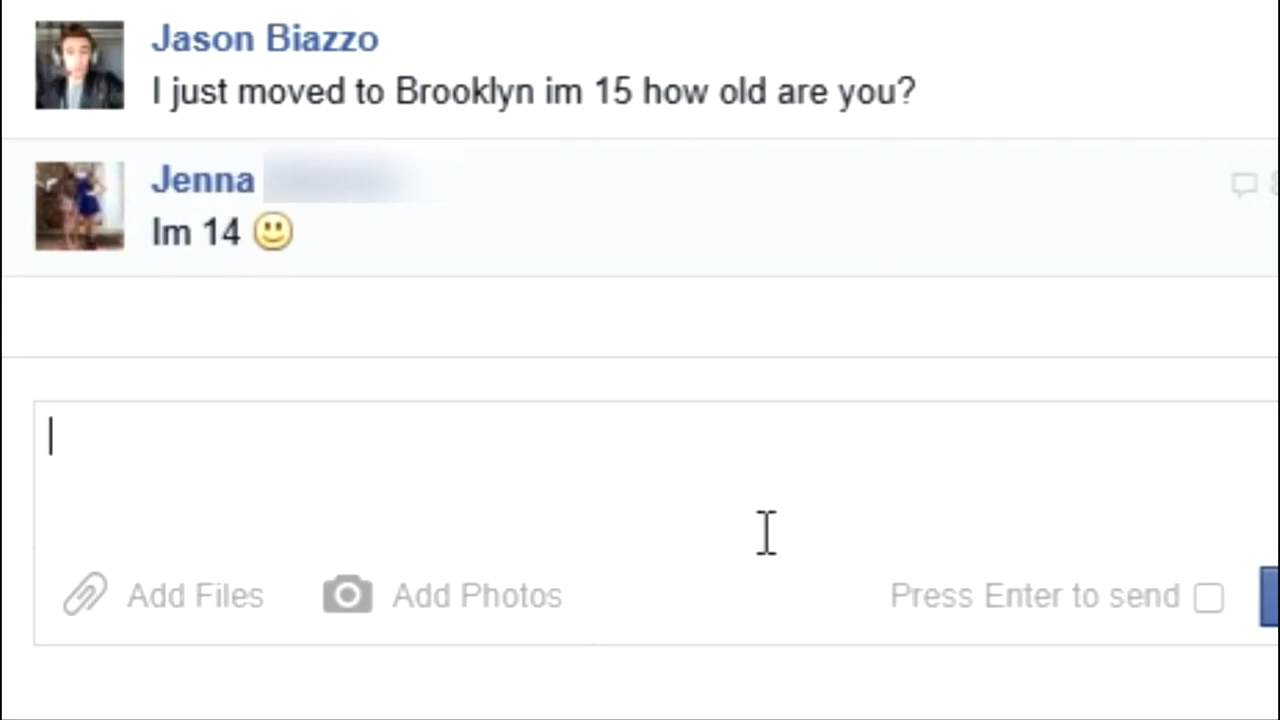 Jason Biazzo
I just moved to Brooklyn im 15 how old are you?
Jenna
Im 14
Add Files
Add Photos
Press Enter to send